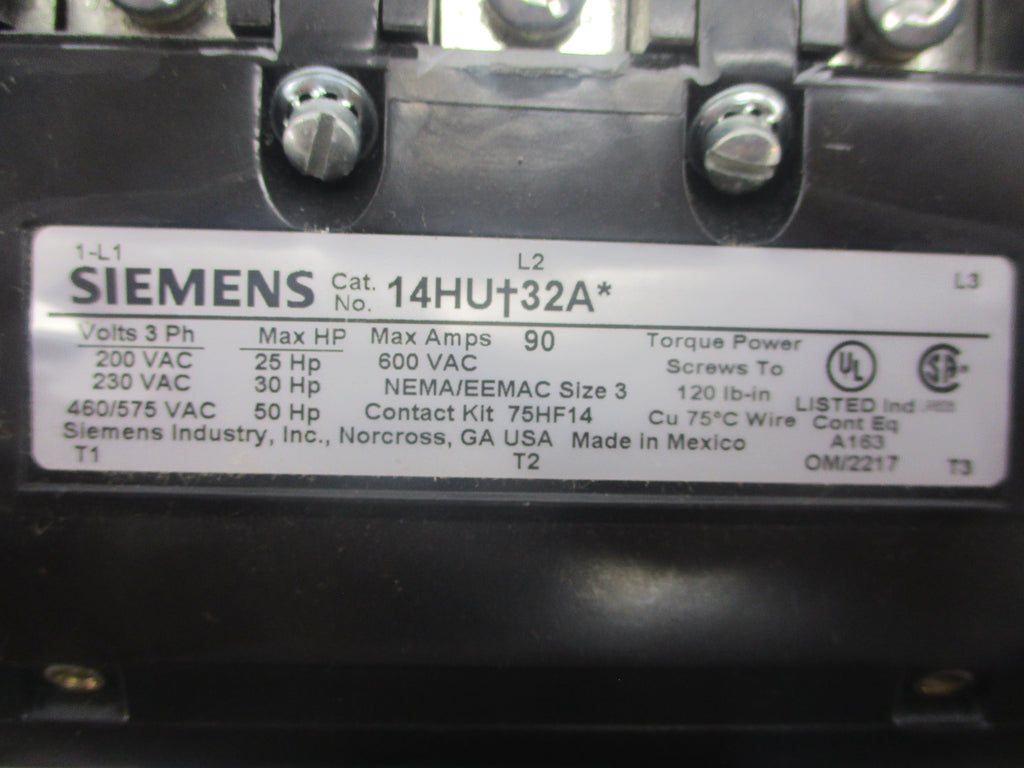 1-L1 L2 L3
SIEMENS Cat. No. 14HU†32A*
Volts 3 Ph Max HP Max Amps 90 Torque Power
200 VAC 25 Hp 600 VAC Screws To
230 VAC 30 Hp NEMA/EEMAC Size 3 120 lb-in LISTED Ind
460/575 VAC 50 Hp Contact Kit 75HF14 Cu 75°C Wire Cont Eq
Siemens Industry, Inc., Norcross, GA USA Made in Mexico A163
T1 T2 OM/2217 T3
UL
SA